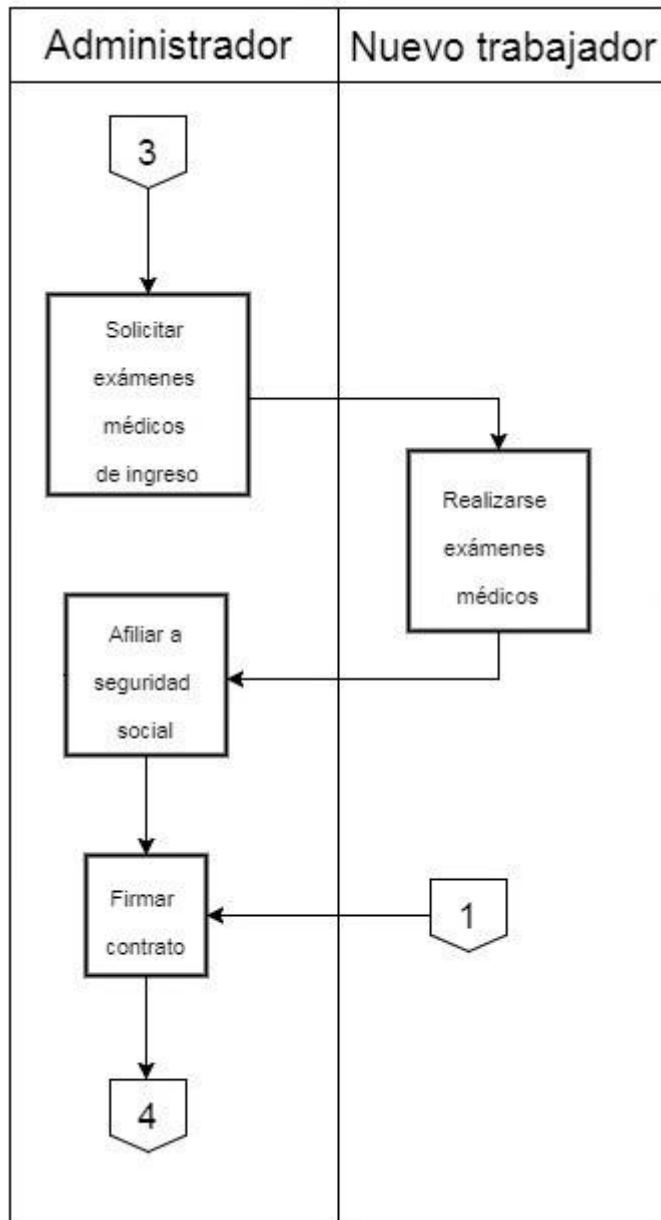 Administrador
Nuevo trabajador
3
Solicitar
exámenes
médicos
de ingreso
Realizarse
exámenes
médicos
Afiliar a
seguridad
social
Firmar
contrato
1
4